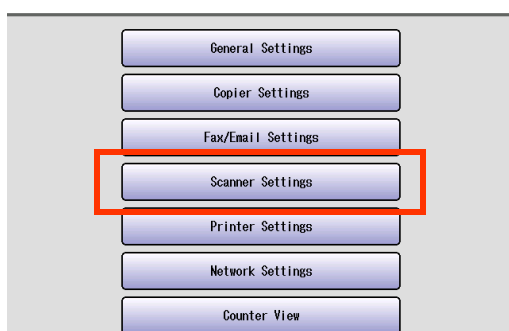 General Settings
Copier Settings
Fax/Email Settings
Scanner Settings
Printer Settings
Network Settings
Counter View